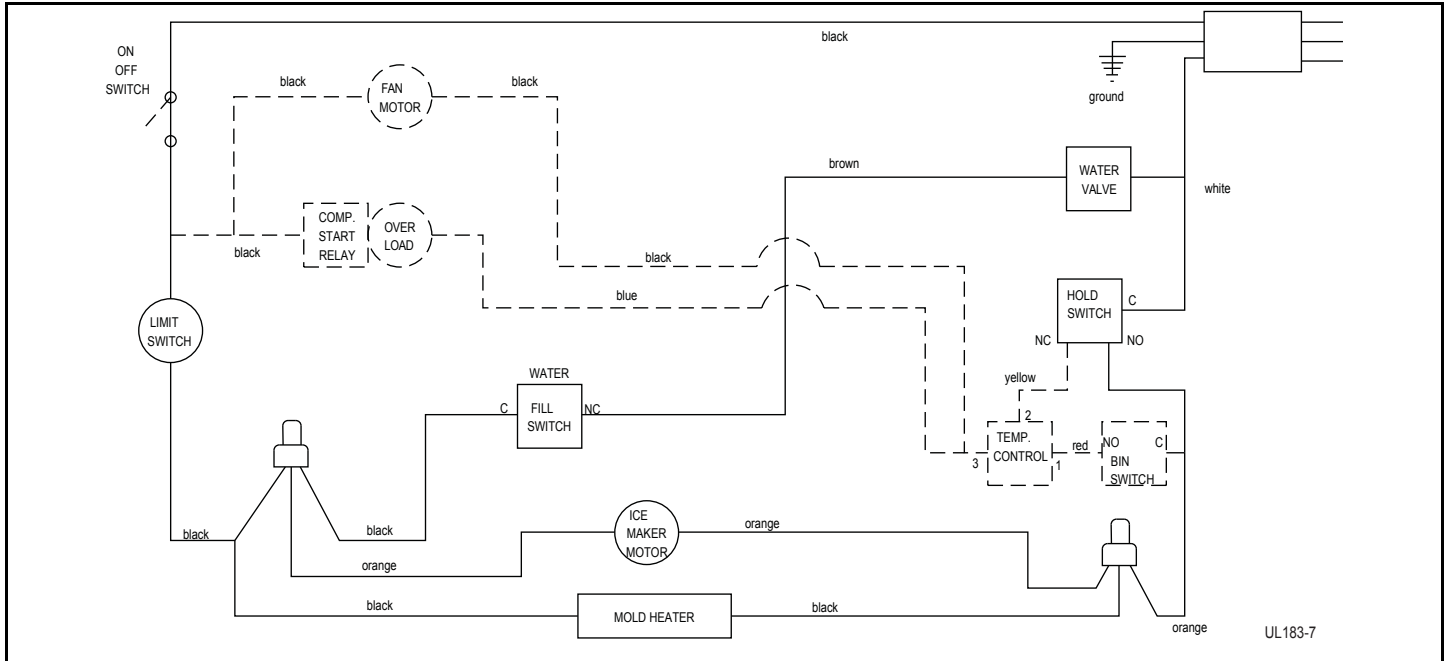 black
ON
OFF
SWITCH
black
FAN
MOTOR
black
ground
brown
WATER
VALVE
white
COMP.
START
RELAY
OVER
LOAD
black
black
blue
HOLD
SWITCH
C
NC
NO
LIMIT
SWITCH
WATER
C
FILL
SWITCH
NC
yellow
2
TEMP.
CONTROL
3
1
red
NO
C
BIN
SWITCH
black
black
orange
ICE
MAKER
MOTOR
orange
black
MOLD HEATER
black
orange
UL183-7